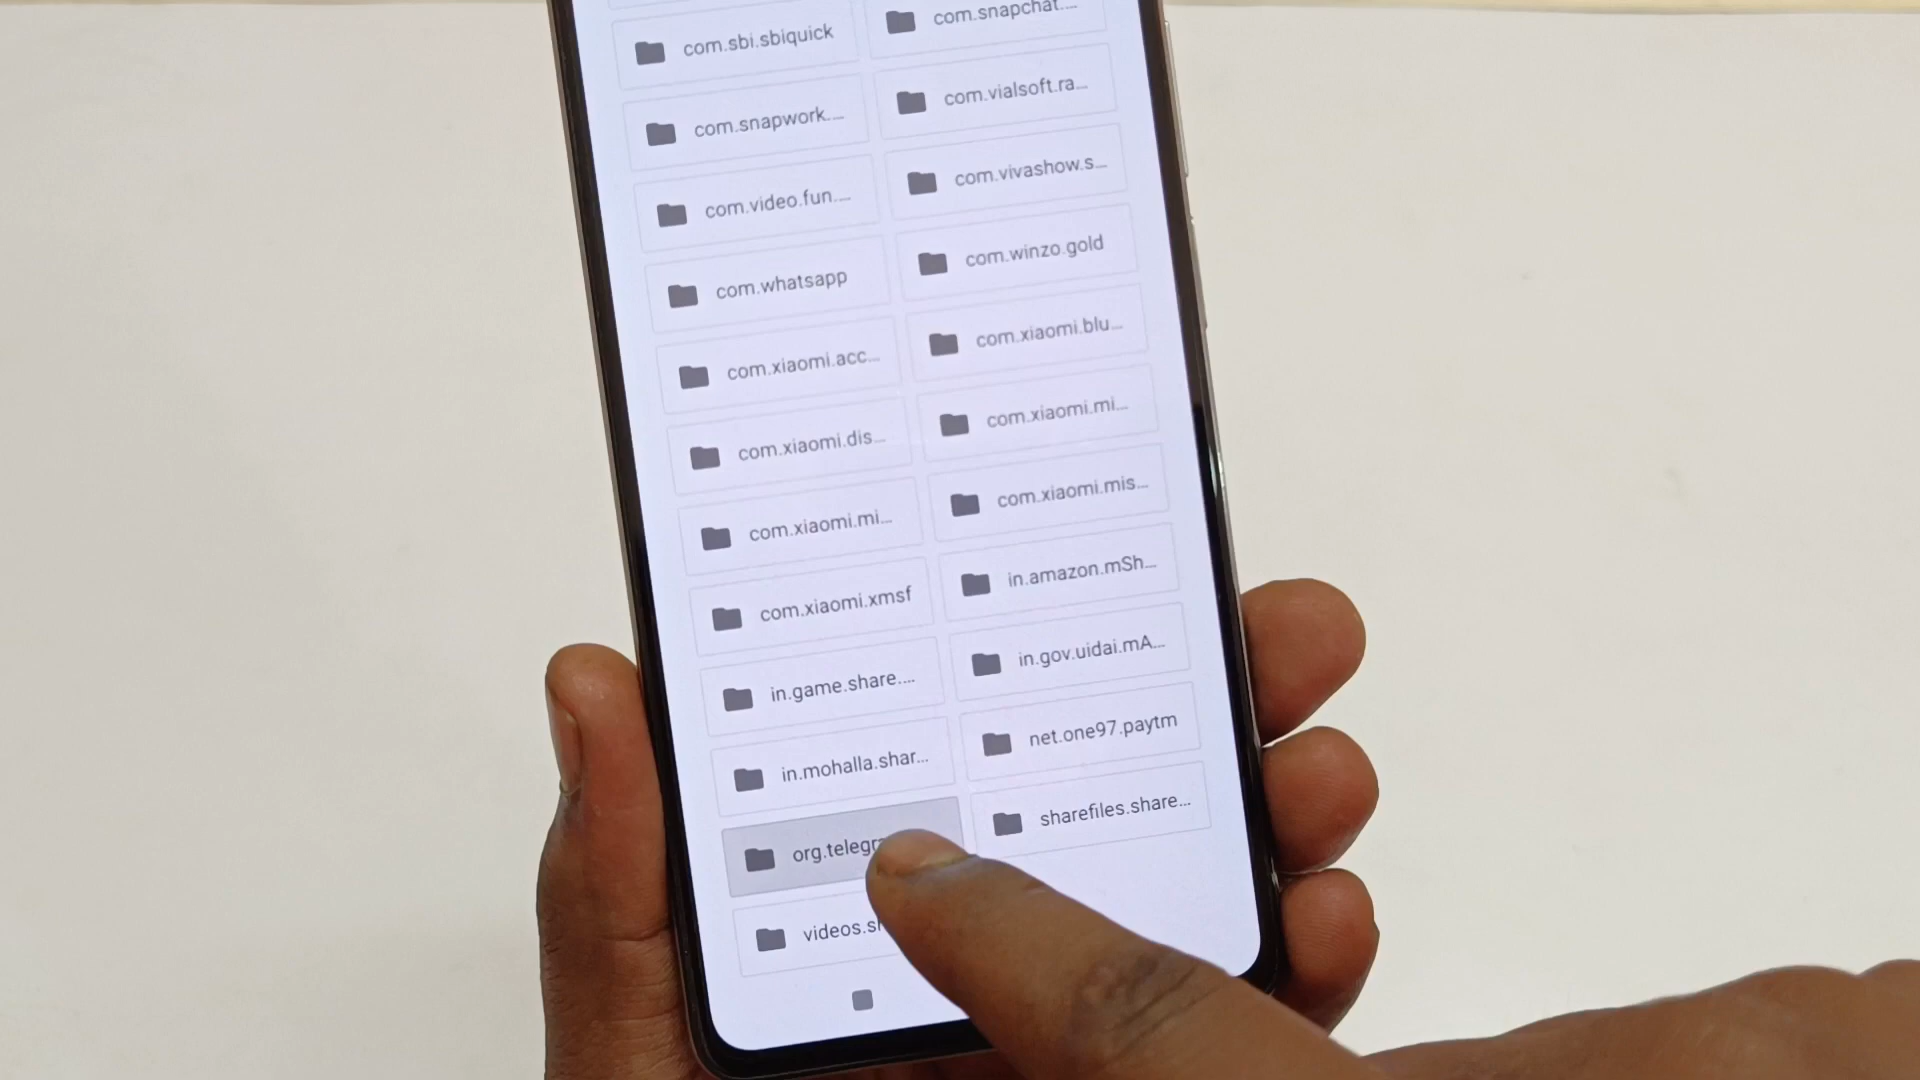 com.sbi.sbiquick
com.snapchat....
com.snapwork....
com.vialsoft.ra...
com.video.fun....
com.vivashow.s...
com.whatsapp
com.winzo.gold
com.xiaomi.acc...
com.xiaomi.blu...
com.xiaomi.dis...
com.xiaomi.mi...
com.xiaomi.mi...
com.xiaomi.mis...
com.xiaomi.xmsf
in.amazon.mSh...
in.game.share....
in.gov.uidai.mA...
in.mohalla.shar...
net.one97.paytm
org.telegr
sharefiles.share...
videos.s